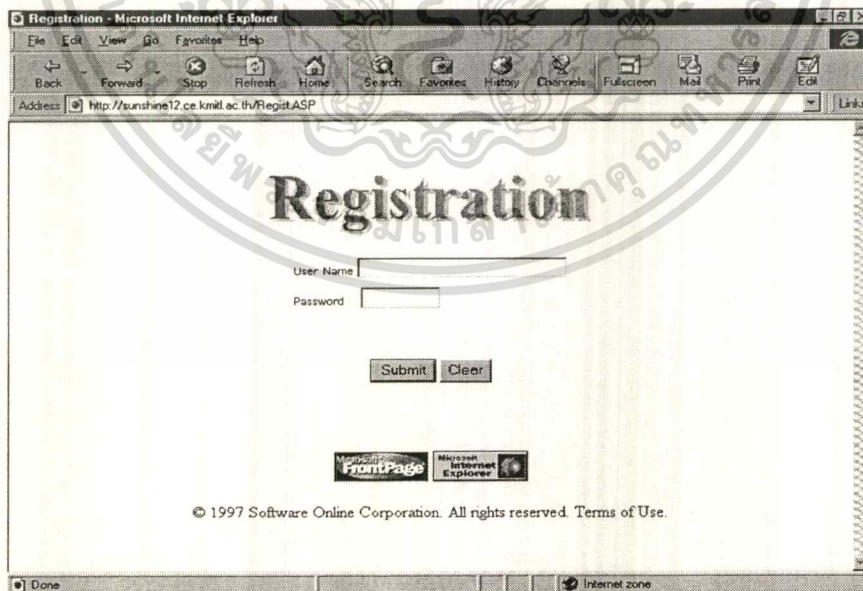 Registration - Microsoft Internet Explorer
File Edit View Go Favorites Help
Back Forward Stop Refresh Home Search Favorites History Channels Fullscreen Mail Print Edit
Address http://sunshine12.ce.kmitl.ac.th/Regist.ASP Links
Registration
User Name
Password
Submit Clear
Microsoft FrontPage Microsoft Internet Explorer
© 1997 Software Online Corporation. All rights reserved. Terms of Use.
Done Internet zone